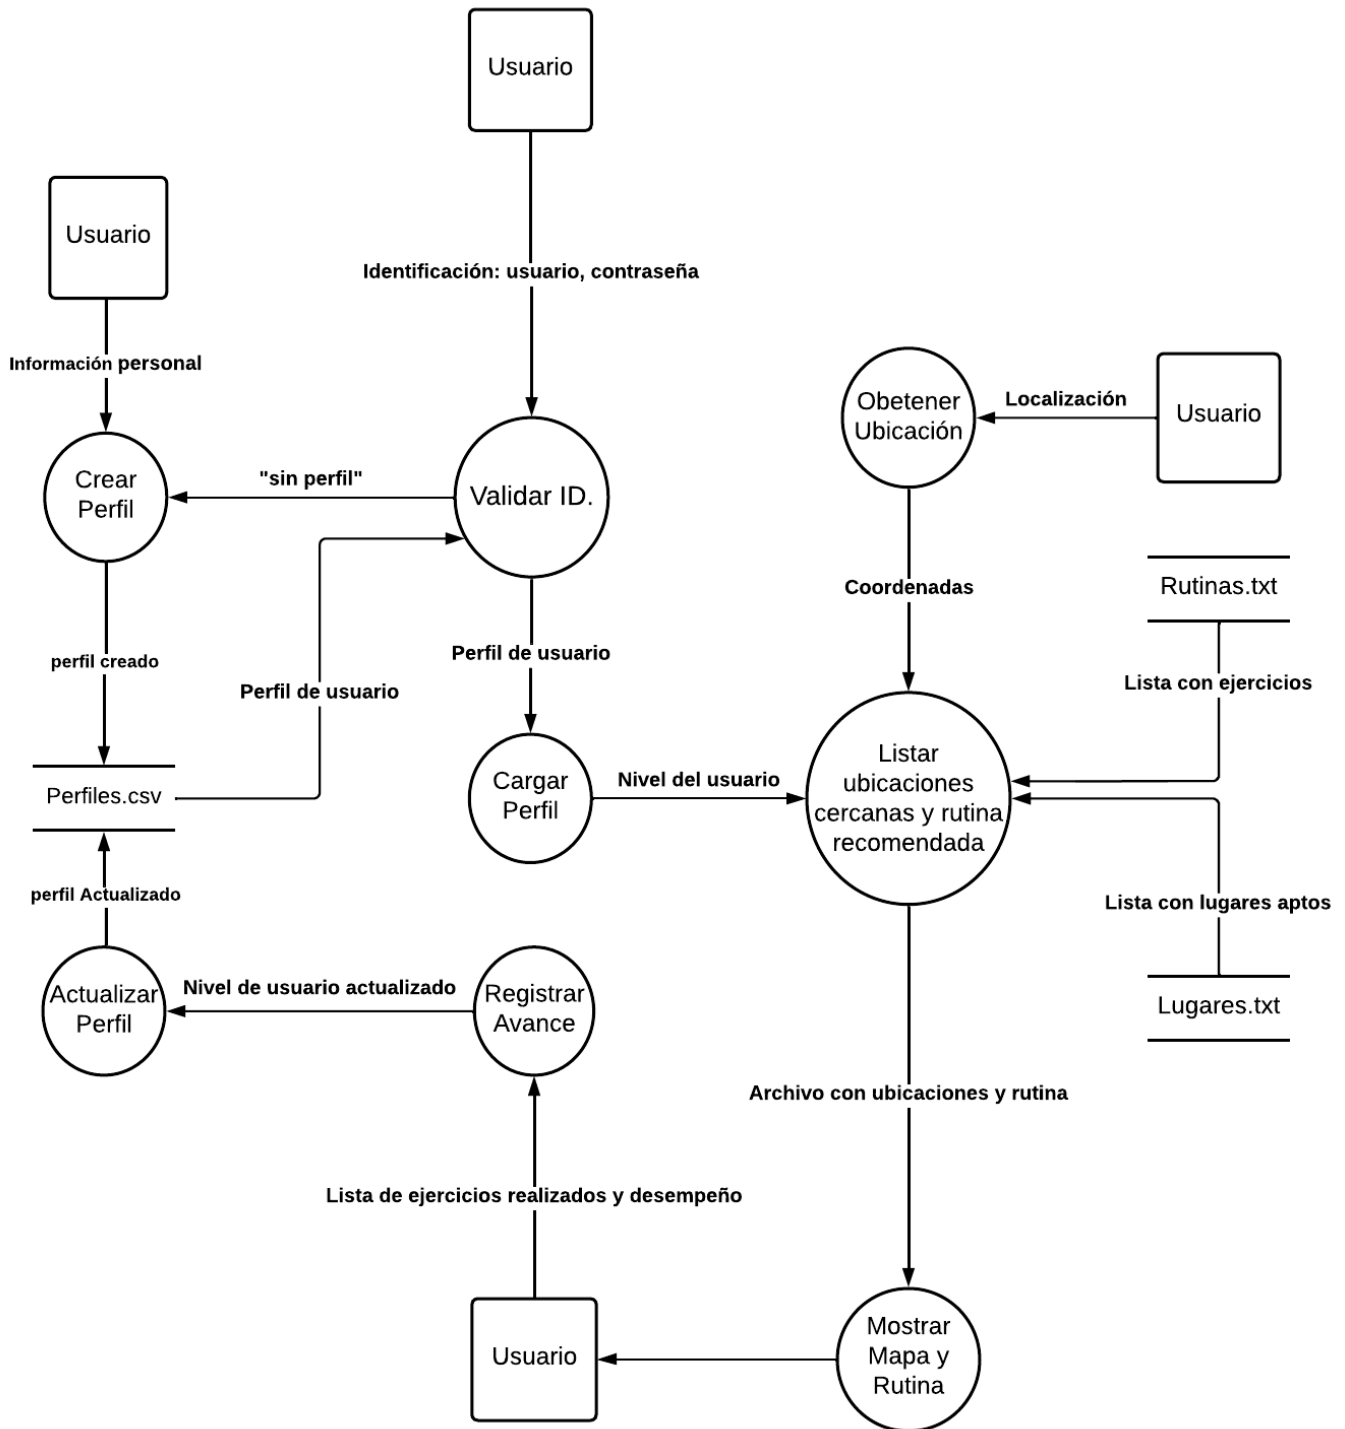 Usuario
Usuario
Identificación: usuario, contraseña
Información personal
Obetener
Ubicación
Localización
Usuario
Crear
Perfil
"sin perfil"
Validar ID.
Coordenadas
Rutinas.txt
perfil creado
Perfil de usuario
Perfil de usuario
Lista con ejercicios
Perfiles.csv
Cargar
Perfil
Nivel del usuario
Listar
ubicaciones
cercanas y rutina
recomendada
perfil Actualizado
Lista con lugares aptos
Actualizar
Perfil
Nivel de usuario actualizado
Registrar
Avance
Lugares.txt
Archivo con ubicaciones y rutina
Lista de ejercicios realizados y desempeño
Usuario
Mostrar
Mapa y
Rutina